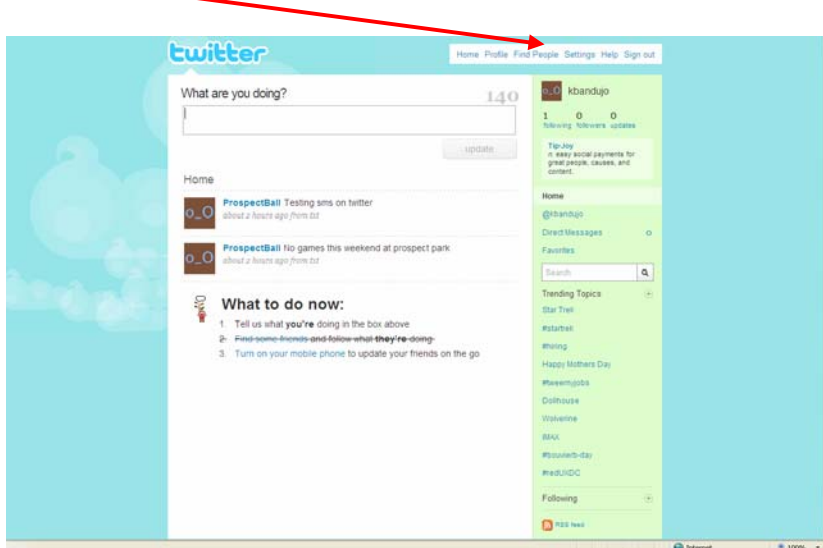 twitter
Home Profile Find People Settings Help Sign out
What are you doing?
140
update
Home
ProspectBall Testing sms on twitter
about 2 hours ago from txt
ProspectBall No games this weekend at prospect park
about 2 hours ago from txt
What to do now:
1. Tell us what you're doing in the box above
2. Find some friends and follow what they're doing
3. Turn on your mobile phone to update your friends on the go
o_O kbandujo
1 0 0
following followers updates
TipJoy
easy social payments for
great people, causes, and
content.
Home
@kbandujo
Direct Messages 0
Favorites
Search
Trending Topics
Star Trek
#startrek
#hiring
Happy Mothers Day
#tweetmyjobs
Dollhouse
Wolverine
IMAX
#bouvierb-day
#nedUXDC
Following
RSS feed
Internet
100%